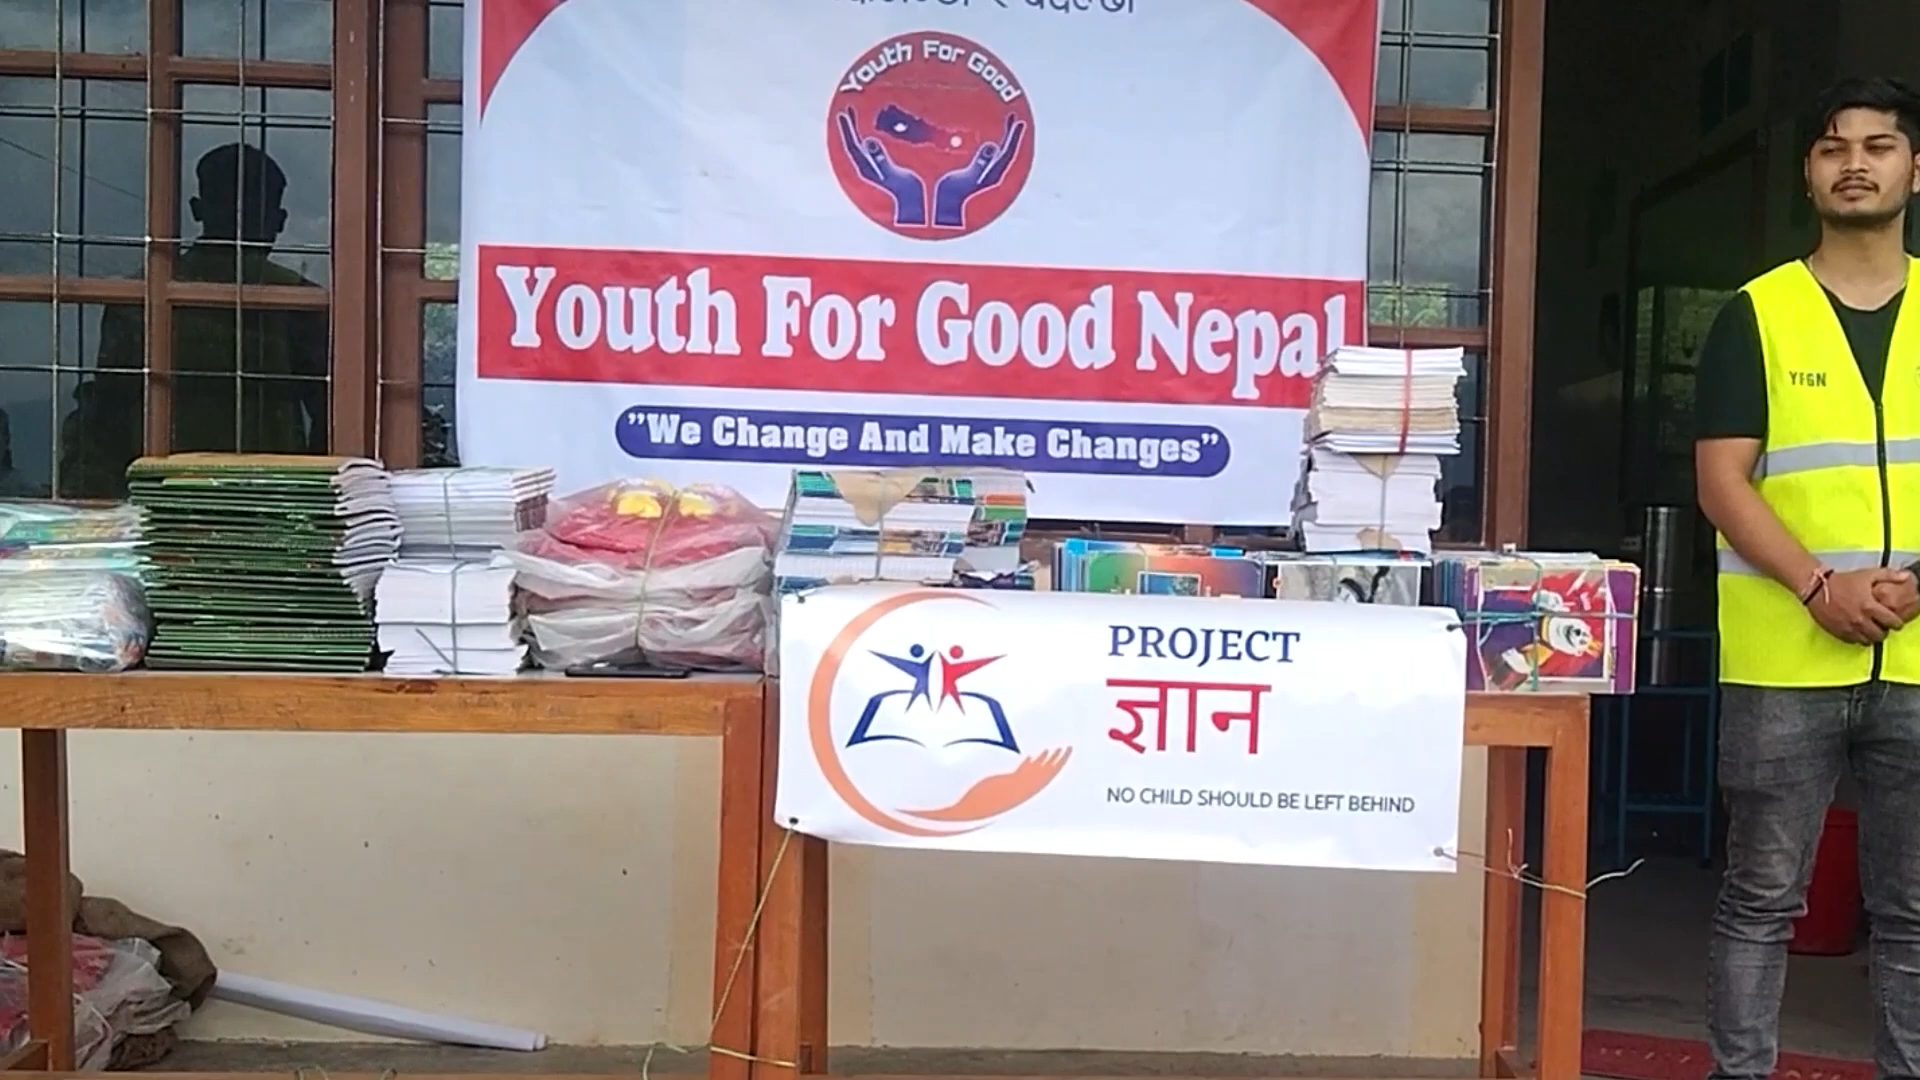 Youth For Good
Youth For Good Nepal
"We Change And Make Changes"
YFGN
PROJECT
ज्ञान
NO CHILD SHOULD BE LEFT BEHIND